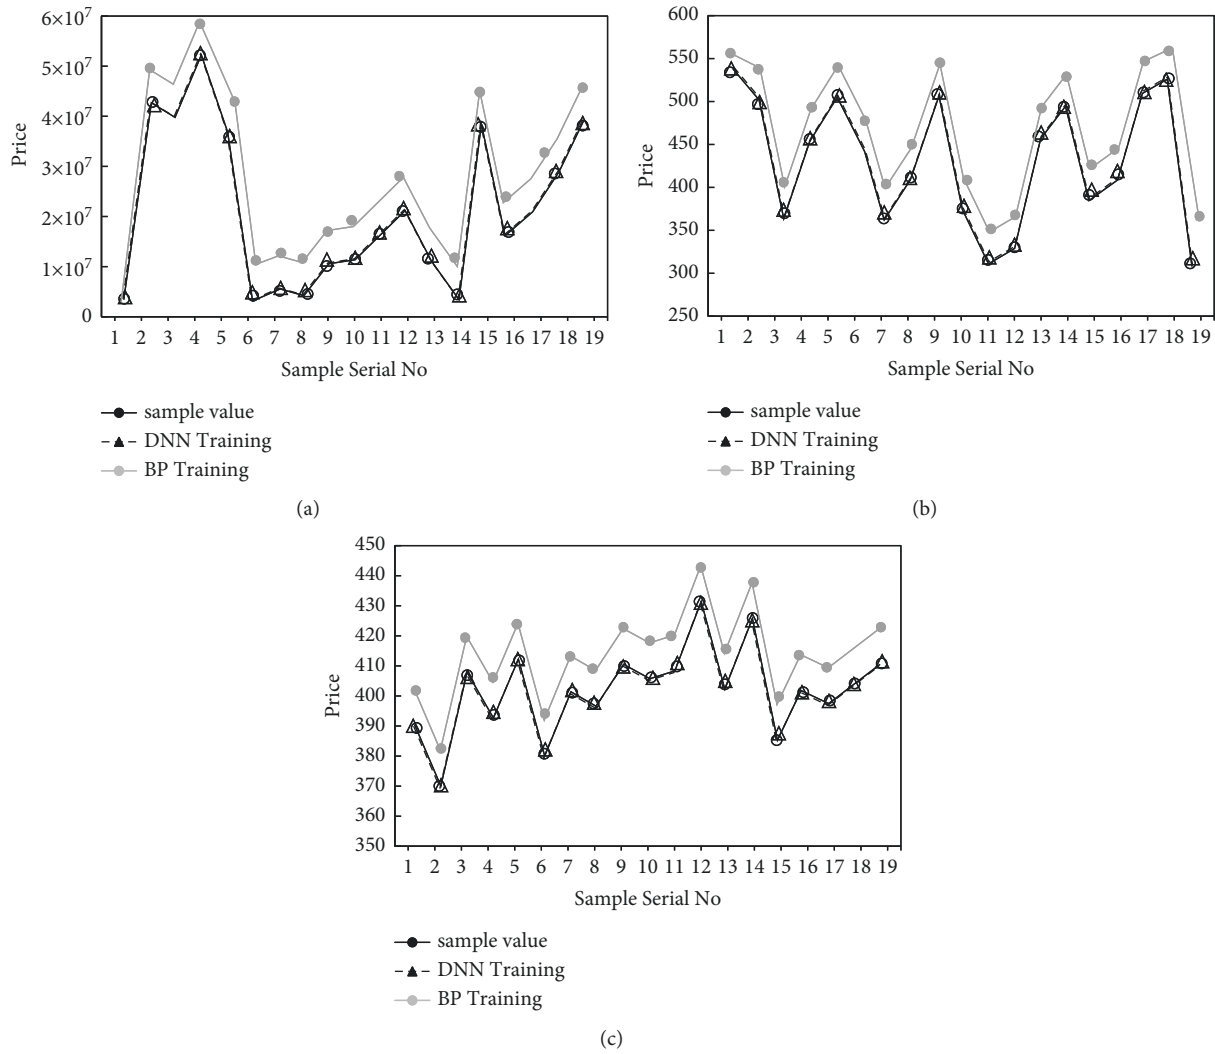 6×10⁷
5×10⁷
4×10⁷
3×10⁷
2×10⁷
1×10⁷
0
Price
1 2 3 4 5 6 7 8 9 10 11 12 13 14 15 16 17 18 19
Sample Serial No
sample value
DNN Training
BP Training
(a)
600
550
500
450
400
350
300
250
Price
1 2 3 4 5 6 7 8 9 10 11 12 13 14 15 16 17 18 19
Sample Serial No
sample value
DNN Training
BP Training
(b)
450
440
430
420
410
400
390
380
370
360
350
Price
1 2 3 4 5 6 7 8 9 10 11 12 13 14 15 16 17 18 19
Sample Serial No
sample value
DNN Training
BP Training
(c)